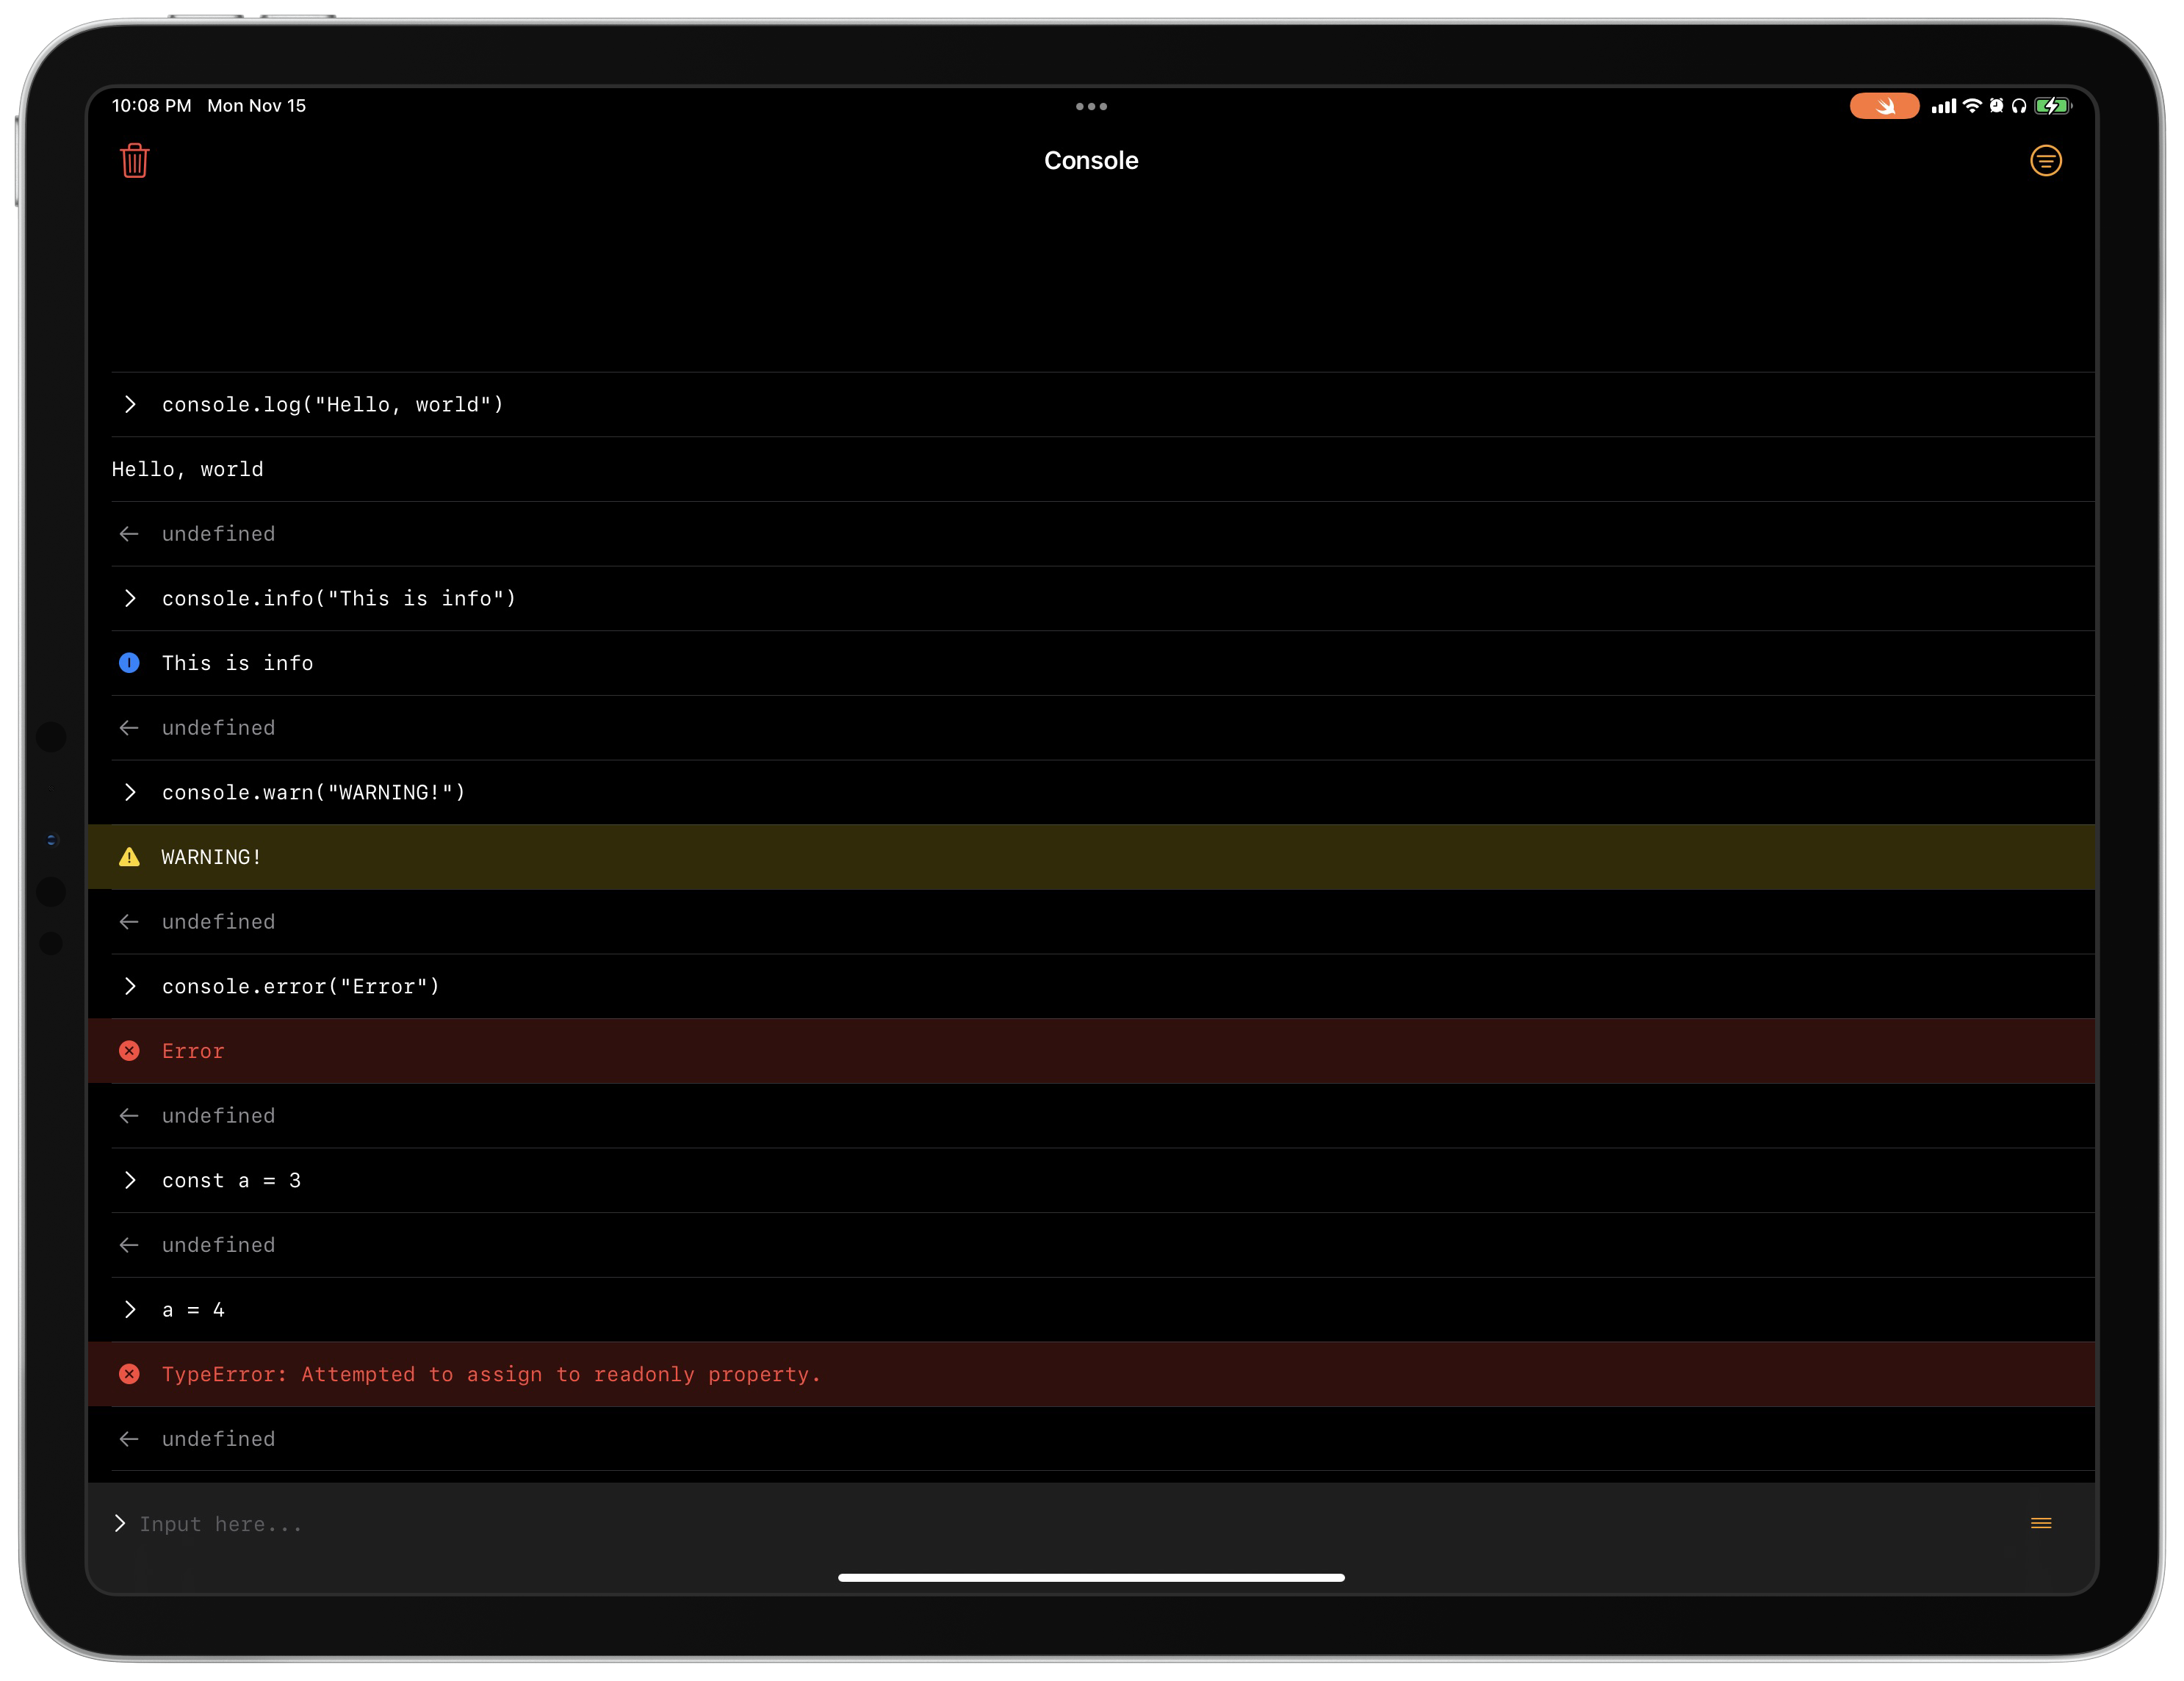 10:08 PM Mon Nov 15
Console
console.log("Hello, world")
Hello, world
undefined
console.info("This is info")
This is info
undefined
console.warn("WARNING!")
WARNING!
undefined
console.error("Error")
Error
undefined
const a = 3
undefined
a = 4
TypeError: Attempted to assign to readonly property.
undefined
Input here...